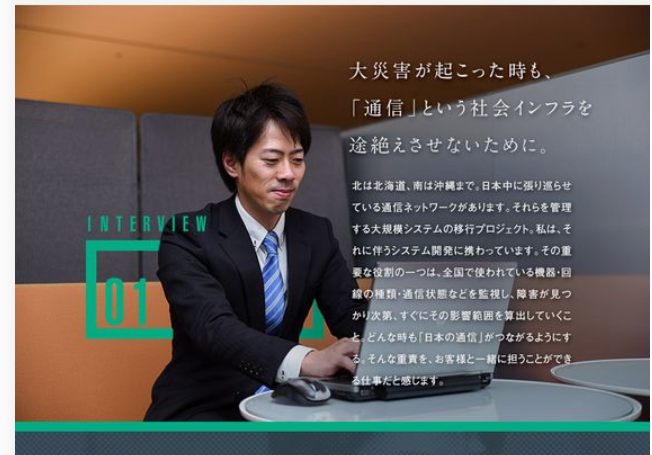 大災害が起こった時も、
「通信」という社会インフラを
途絶えさせないために。
北は北海道、南は沖縄まで。日本中に張り巡らせ
ている通信ネットワークがあります。それらを管理
する大規模システムの移行プロジェクト。私は、そ
れに伴うシステム開発に携わっています。その重
要な役割の一つは、全国で使われている機器・回
線の種類・通信状態などを監視し、障害が見つ
かり次第、すぐにその影響範囲を算出していくこ
と。どんな時も「日本の通信」がつながるようにす
る。そんな重責を、お客様と一緒に担うことができ
る仕事だと感じます。
INTERVIEW
01